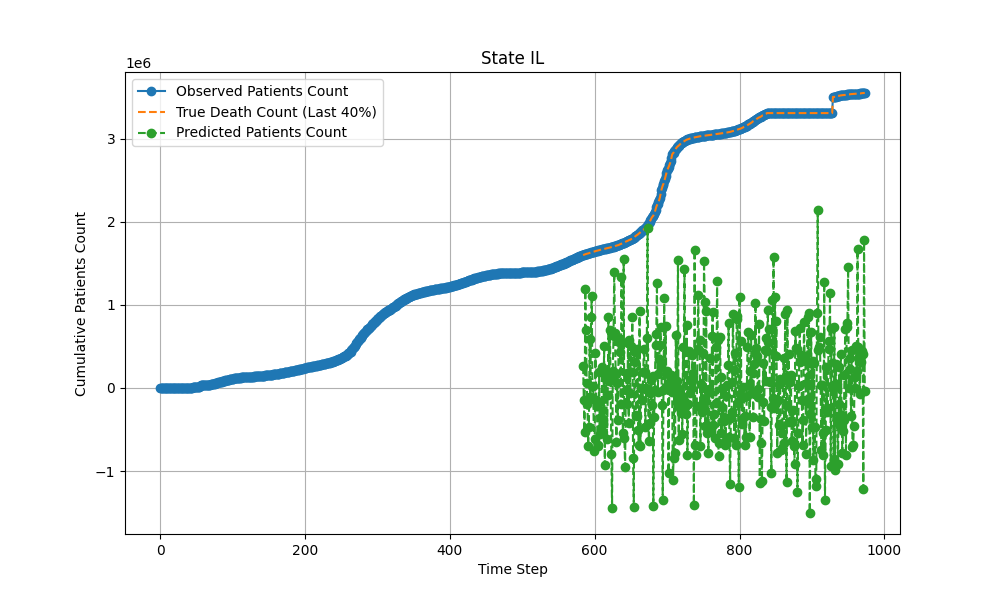 State IL
1e6
Observed Patients Count
True Death Count (Last 40%)
Predicted Patients Count
3
2
1
0
−1
Cumulative Patients Count
0
200
400
600
800
1000
Time Step